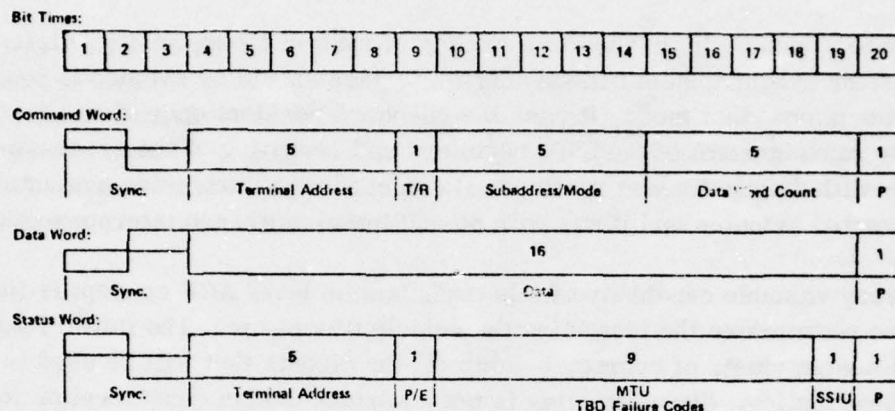 Bit Times:
1 2 3 4 5 6 7 8 9 10 11 12 13 14 15 16 17 18 19 20
Command Word:
5 1 5 5 1
Sync Terminal Address T/R Subaddress/Mode Data Word Count P
Data Word:
16 1
Sync Data P
Status Word:
5 1 9 1 1
Sync Terminal Address P/E MTU SSIU P
TBD Failure Codes